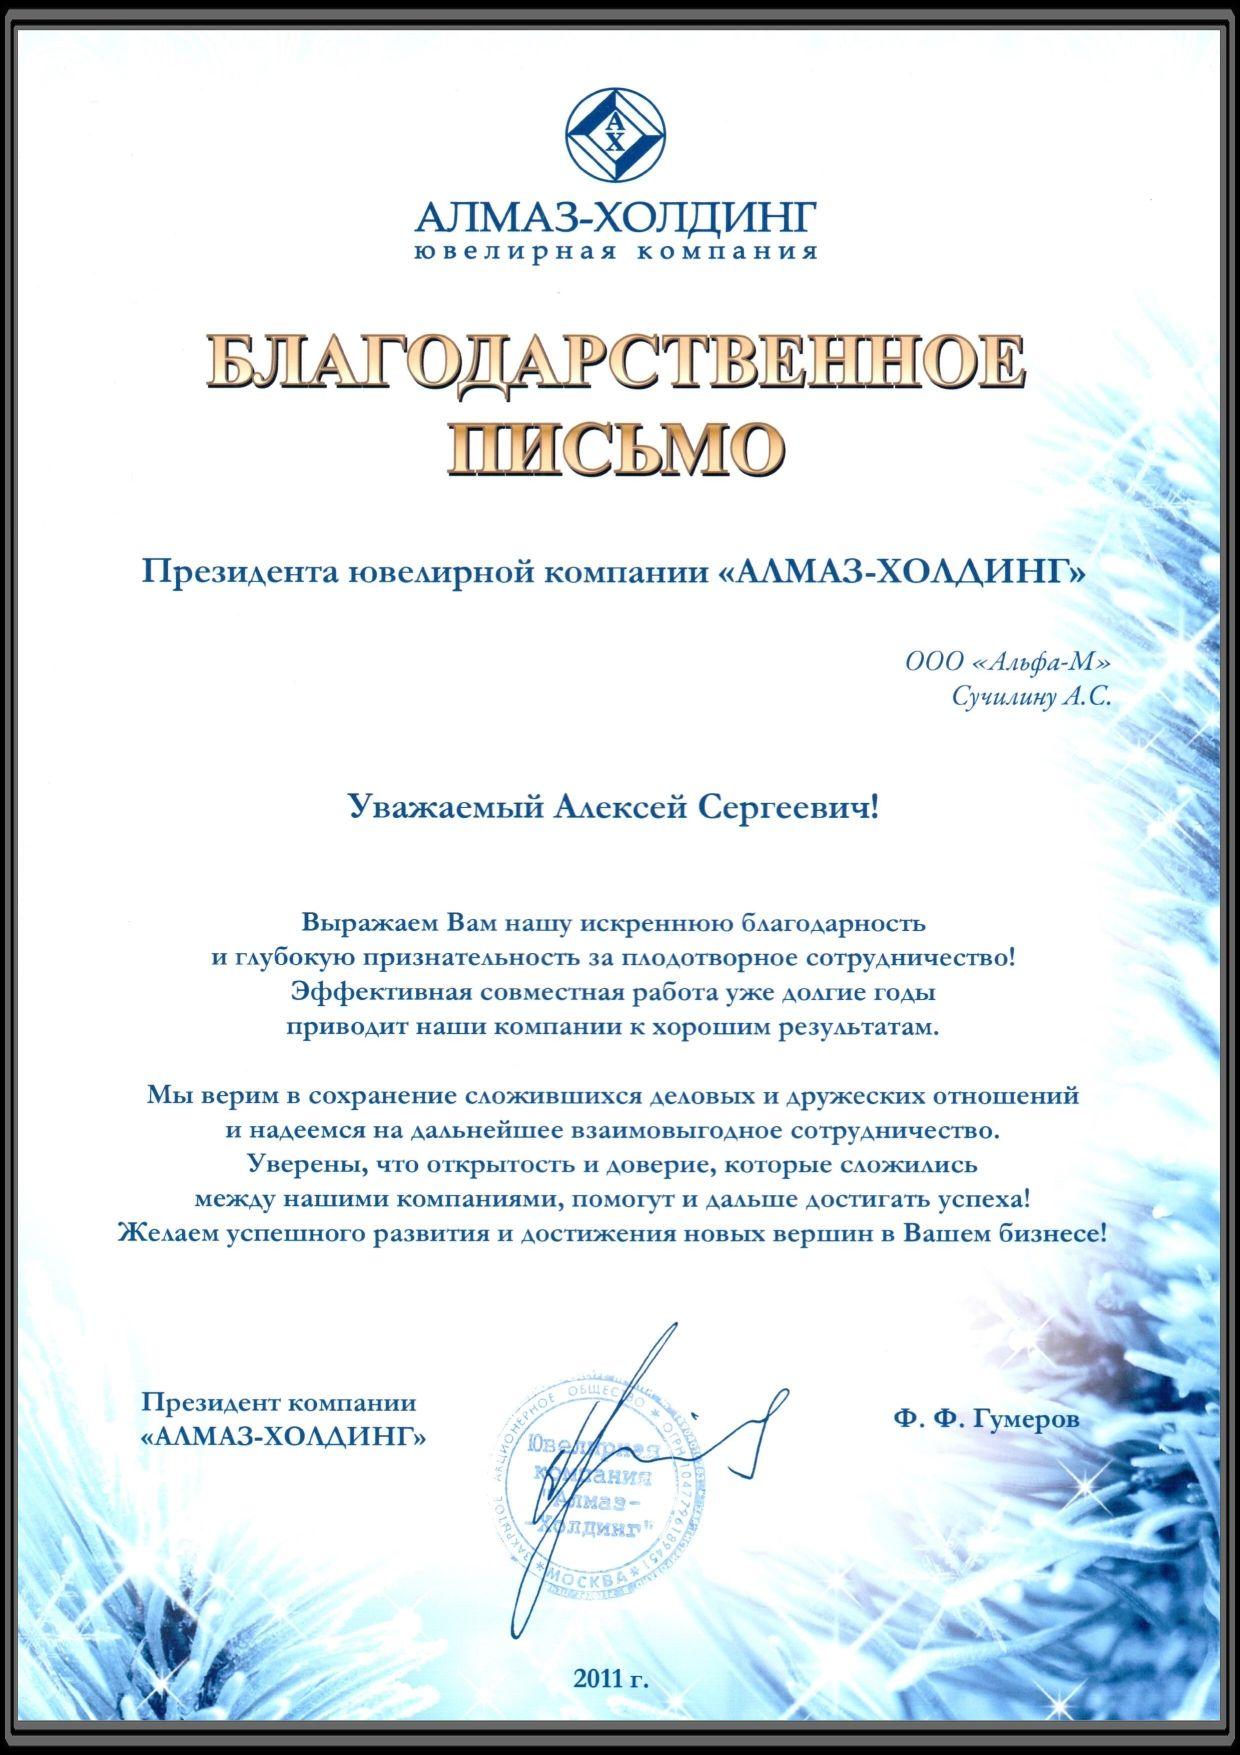 АХ
АЛМАЗ-ХОЛДИНГ
ювелирная компания
БЛАГОДАРСТВЕННОЕ
ПИСЬМО
Президента ювелирной компании «АЛМАЗ-ХОЛДИНГ»
ООО «Альфа-М»
Сучилину А.С.
Уважаемый Алексей Сергеевич!
Выражаем Вам нашу искреннюю благодарность
и глубокую признательность за плодотворное сотрудничество!
Эффективная совместная работа уже долгие годы
приводит наши компании к хорошим результатам.
Мы верим в сохранение сложившихся деловых и дружеских отношений
и надеемся на дальнейшее взаимовыгодное сотрудничество.
Уверены, что открытость и доверие, которые сложились
между нашими компаниями, помогут и дальше достигать успеха!
Желаем успешного развития и достижения новых вершин в Вашем бизнесе!
Президент компании
«АЛМАЗ-ХОЛДИНГ»
ЗАКРЫТОЕ АКЦИОНЕРНОЕ ОБЩЕСТВО * ОГРН 1047796189451
Ювелирная
компания
"Алмаз-
Холдинг"
* МОСКВА *
Ф. Ф. Гумеров
2011 г.